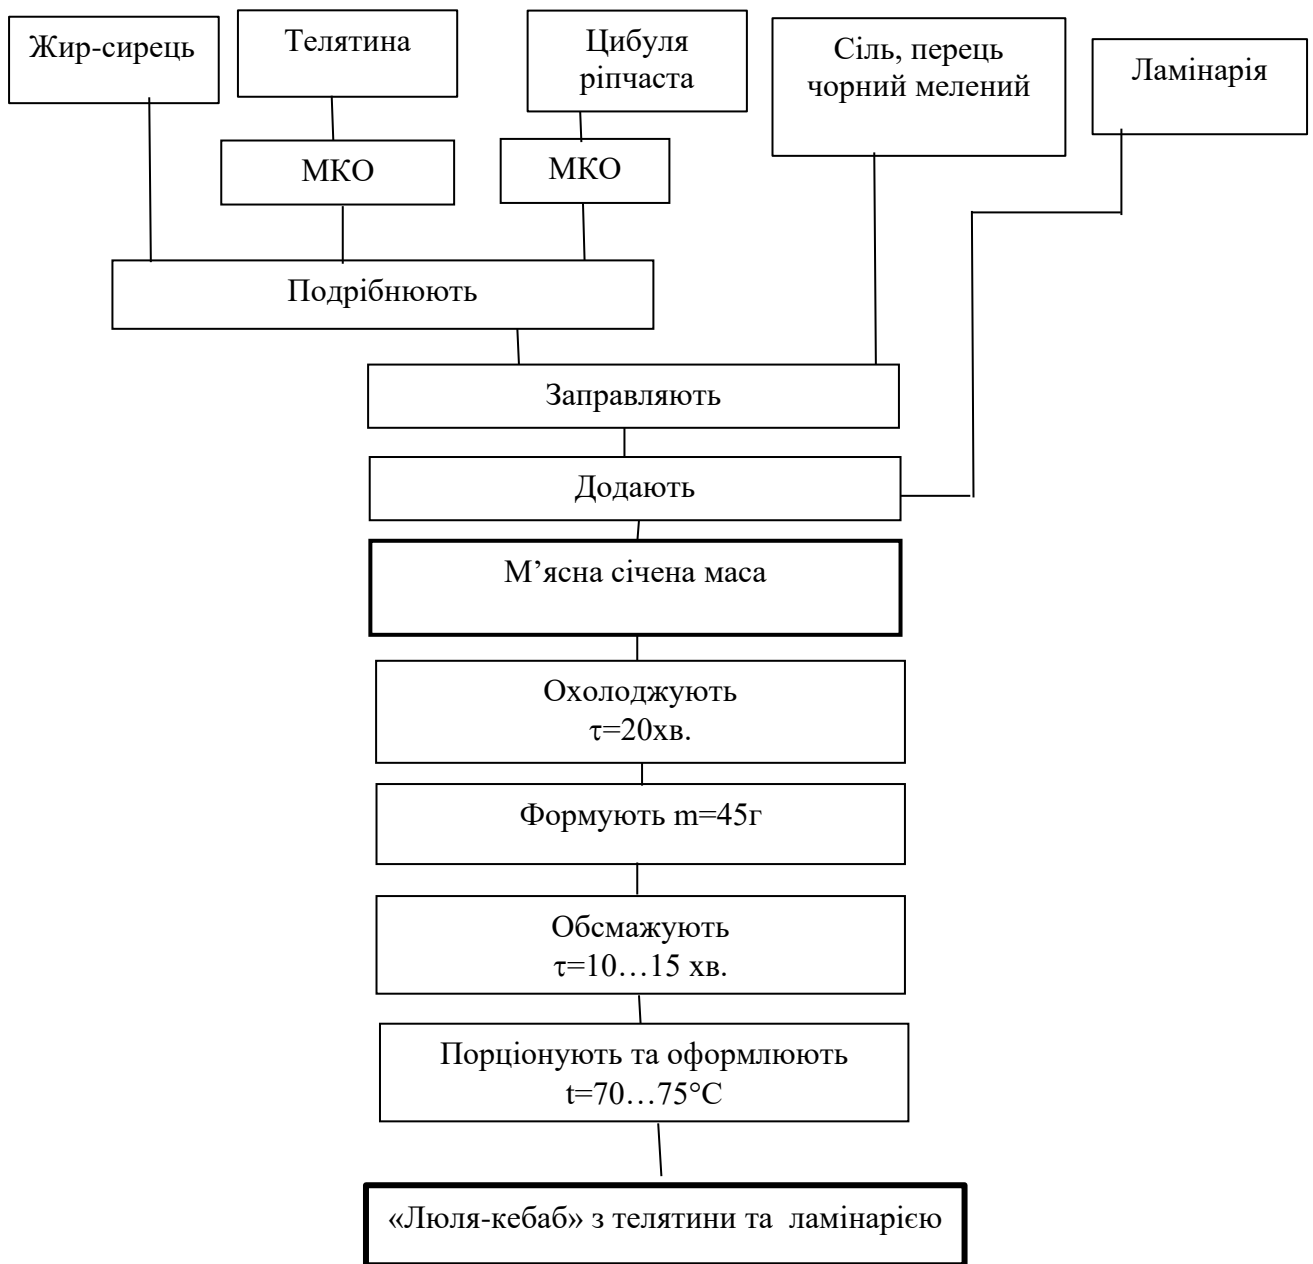 Жир-сирець
Телятина
Цибуля
ріпчаста
Сіль, перець
чорний мелений
Ламінарія
МКО
МКО
Подрібнюють
Заправляють
Додають
М’ясна січена маса
Охолоджують
τ=20хв.
Формують m=45г
Обсмажують
τ=10…15 хв.
Порціонують та оформлюють
t=70…75°С
«Люля-кебаб» з телятини та ламінарією